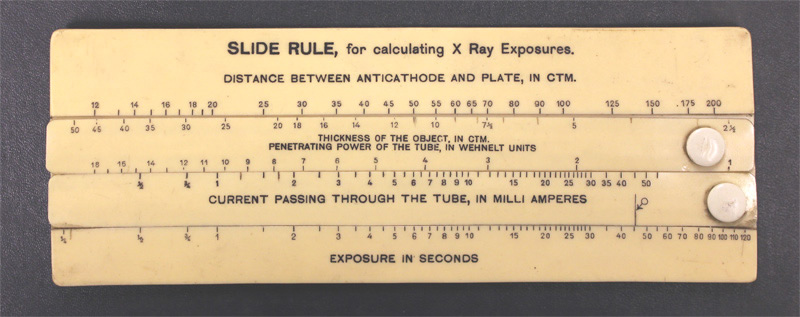 SLIDE RULE, for calculating X Ray Exposures.
DISTANCE BETWEEN ANTICATHODE AND PLATE, IN CTM.
12 14 16 18 20 25 30 35 40 45 50 55 60 65 70 80 90 100 125 150 .175 200
50 45 40 35 30 25 20 18 16 14 12 10 7½ 5 2½
THICKNESS OF THE OBJECT, IN CTM.
PENETRATING POWER OF THE TUBE, IN WEHNELT UNITS
18 16 14 12 11 10 9 8 7 6 5 4 3 2 1
½ ¾ 1 2 3 4 5 6 7 8 9 10 15 20 25 30 35 40 50
CURRENT PASSING THROUGH THE TUBE, IN MILLI AMPERES
¼ ½ ¾ 1 2 3 4 5 6 7 8 9 10 15 20 25 30 40 50 60 70 80 90 100 110 120
EXPOSURE IN SECONDS